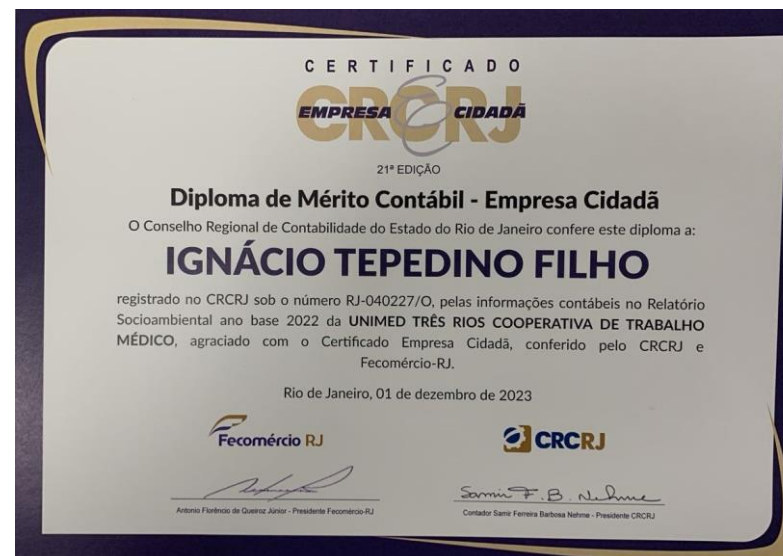 CERTIFICADO
CRCRJ
EMPRESA CIDADÃ
21ª EDIÇÃO
Diploma de Mérito Contábil - Empresa Cidadã
O Conselho Regional de Contabilidade do Estado do Rio de Janeiro confere este diploma a:
IGNÁCIO TEPEDINO FILHO
registrado no CRCRJ sob o número RJ-040227/O, pelas informações contábeis no Relatório
Socioambiental ano base 2022 da UNIMED TRÊS RIOS COOPERATIVA DE TRABALHO
MÉDICO, agraciado com o Certificado Empresa Cidadã, conferido pelo CRCRJ e
Fecomércio-RJ.
Rio de Janeiro, 01 de dezembro de 2023
Fecomércio RJ
CRCRJ
Samir F. B. Nehme
Antonio Florêncio de Queiroz Júnior - Presidente Fecomércio-RJ
Contador Samir Ferreira Barbosa Nehme - Presidente CRCRJ